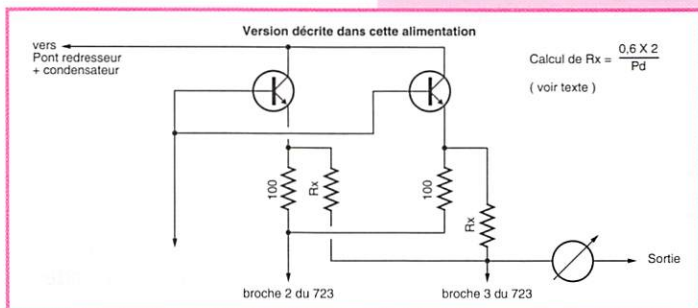 Version décrite dans cette alimentation
vers
Pont redresseur
+ condensateur
Calcul de Rx = 0,6 X 2
Pd
( voir texte )
100
Rx
100
Rx
Sortie
broche 2 du 723
broche 3 du 723